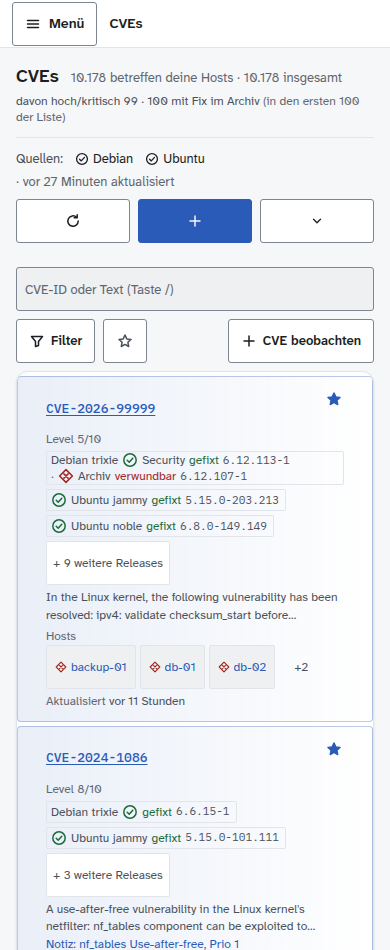 Menü CVEs
CVEs 10.178 betreffen deine Hosts · 10.178 insgesamt
davon hoch/kritisch 99 · 100 mit Fix im Archiv (in den ersten 100
der Liste)
Quellen: Debian Ubuntu
· vor 27 Minuten aktualisiert
CVE-ID oder Text (Taste /)
Filter CVE beobachten
CVE-2026-99999
Level 5/10
Debian trixie Security gefixt 6.12.113-1
· Archiv verwundbar 6.12.107-1
Ubuntu jammy gefixt 5.15.0-203.213
Ubuntu noble gefixt 6.8.0-149.149
+ 9 weitere Releases
In the Linux kernel, the following vulnerability has been
resolved: ipv4: validate checksum_start before...
Hosts
backup-01 db-01 db-02 +2
Aktualisiert vor 11 Stunden
CVE-2024-1086
Level 8/10
Debian trixie gefixt 6.6.15-1
Ubuntu jammy gefixt 5.15.0-101.111
+ 3 weitere Releases
A use-after-free vulnerability in the Linux kernel's
netfilter: nf_tables component can be exploited to...
Notiz: nf_tables Use-after-free, Prio 1